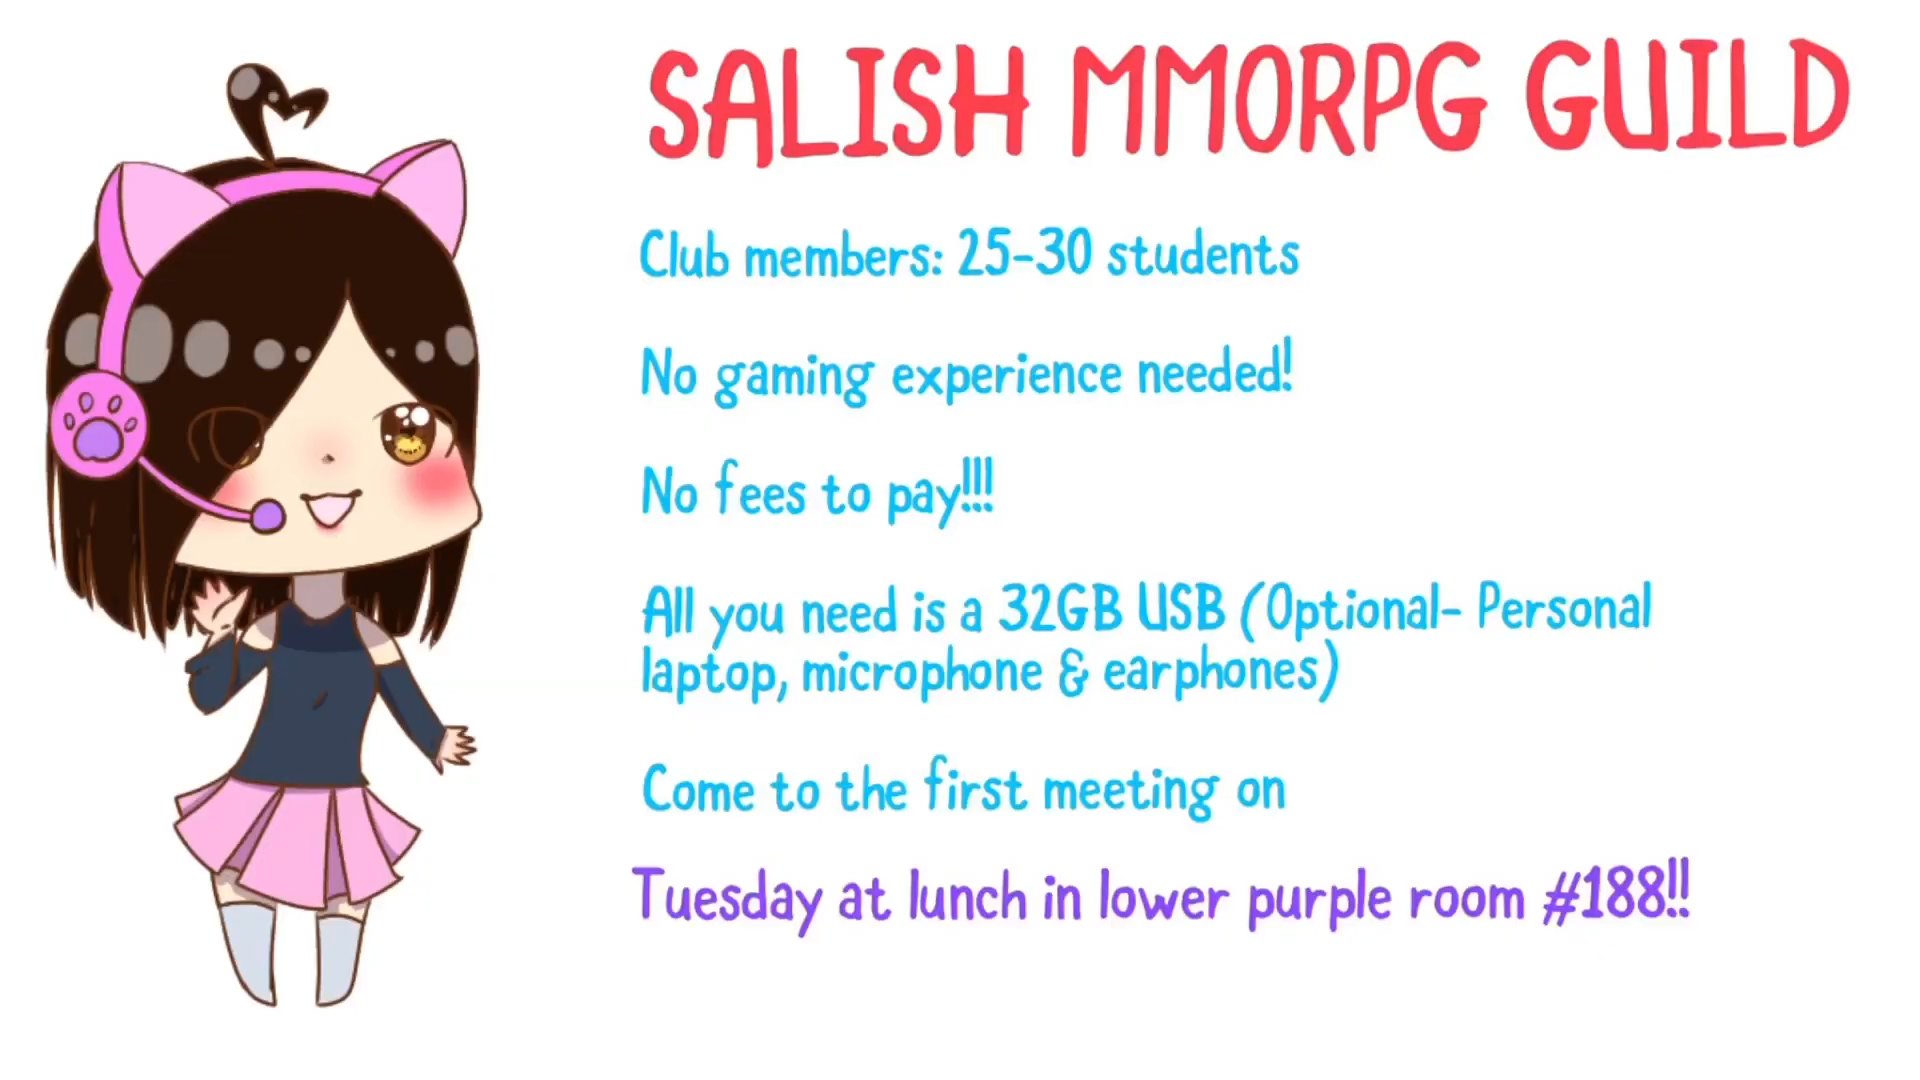 SALISH MMORPG GUILD
Club members: 25-30 students
No gaming experience needed!
No fees to pay!!!
All you need is a 32GB USB (Optional- Personal
laptop, microphone & earphones)
Come to the first meeting on
Tuesday at lunch in lower purple room #188!!